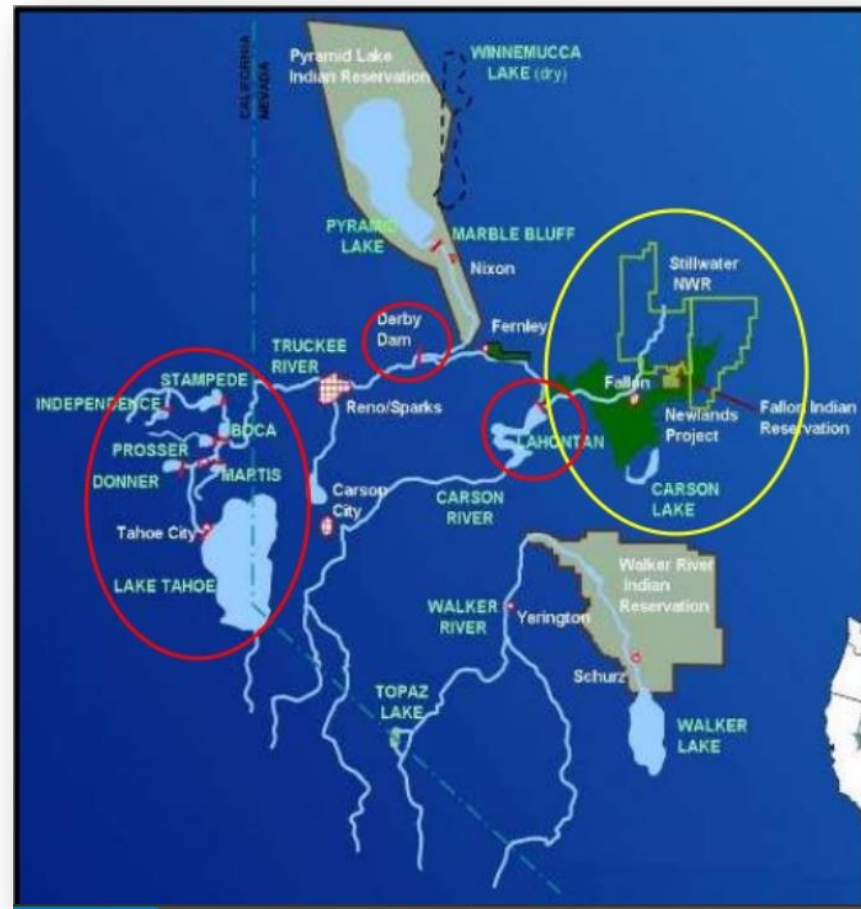 CALIFORNIA
NEVADA
Pyramid Lake
Indian Reservation
WINNEMUCCA
LAKE (dry)
PYRAMID
LAKE
MARBLE BLUFF
Nixon
Stillwater
NWR
Derby
Dam
Fernley
TRUCKEE
RIVER
STAMPEDE
INDEPENDENCE
Reno/Sparks
Fallon
BOCA
PROSSER
DONNER
MARTIS
LAHONTAN
Newlands
Project
Fallon Indian
Reservation
Carson
City
CARSON
RIVER
CARSON
LAKE
Tahoe City
LAKE TAHOE
Walker River
Indian
Reservation
WALKER
RIVER
Yerington
Schurz
TOPAZ
LAKE
WALKER
LAKE